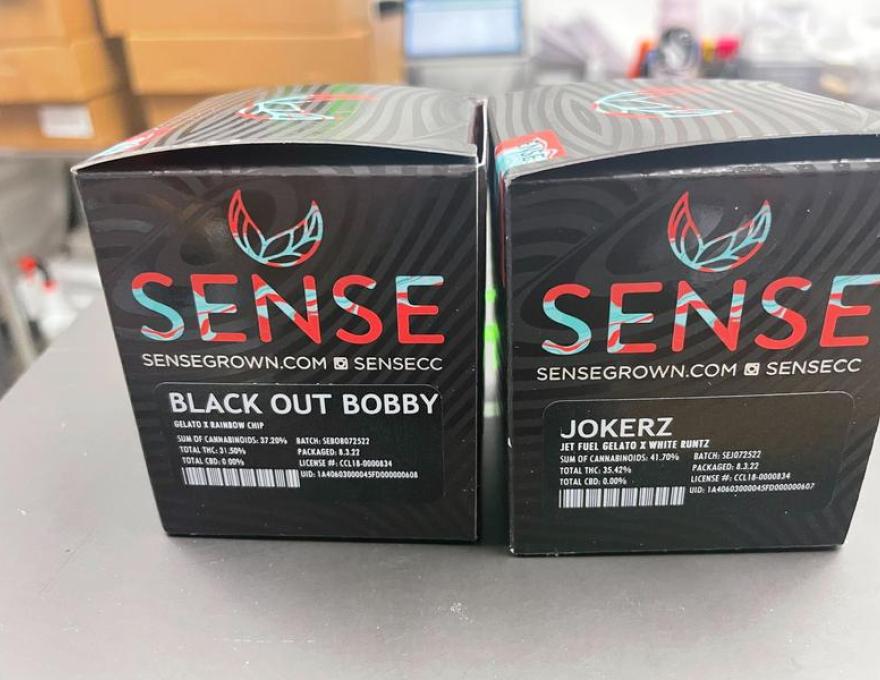 SENSE
SENSEGROWN.COM SENSECC
BLACK OUT BOBBY
GELATO X RAINBOW CHIP
SUM OF CANNABINOIDS: 37.20% BATCH: SEBOB072522
TOTAL THC: 31.50% PACKAGED: 8.3.22
TOTAL CBD: 0.00% LICENSE #: CCL18-0000834
UID: 1A40603000045FD000000608
SENSE
SENSEGROWN.COM SENSECC
JOKERZ
JET FUEL GELATO X WHITE RUNTZ
SUM OF CANNABINOIDS: 41.70% BATCH: SEJ072522
TOTAL THC: 35.42% PACKAGED: 8.3.22
TOTAL CBD: 0.00% LICENSE #: CCL18-0000834
UID: 1A40603000045FD000000607